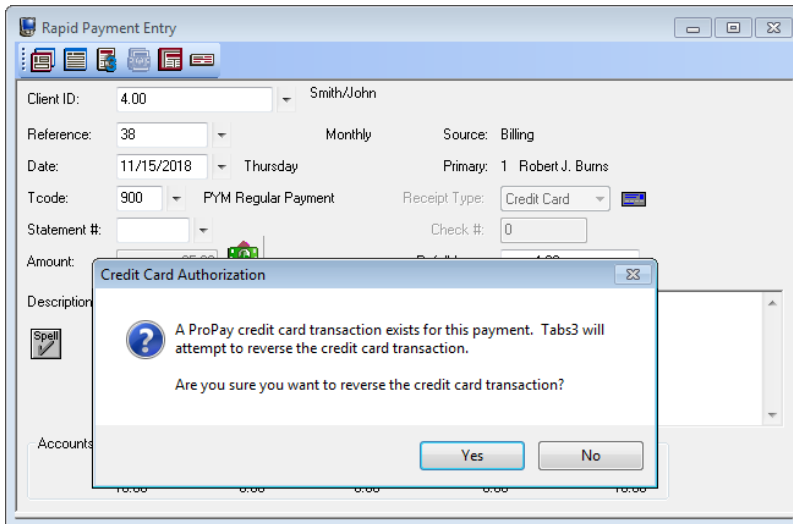 Rapid Payment Entry
Client ID: 4.00 Smith/John
Reference: 38 Monthly Source: Billing
Date: 11/15/2018 Thursday Primary: 1 Robert J. Burns
Tcode: 900 PYM Regular Payment Receipt Type: Credit Card
Statement #: Check #: 0
Amount:
Credit Card Authorization
Description
Spell
A ProPay credit card transaction exists for this payment. Tabs3 will
attempt to reverse the credit card transaction.
Are you sure you want to reverse the credit card transaction?
Accounts
Yes No